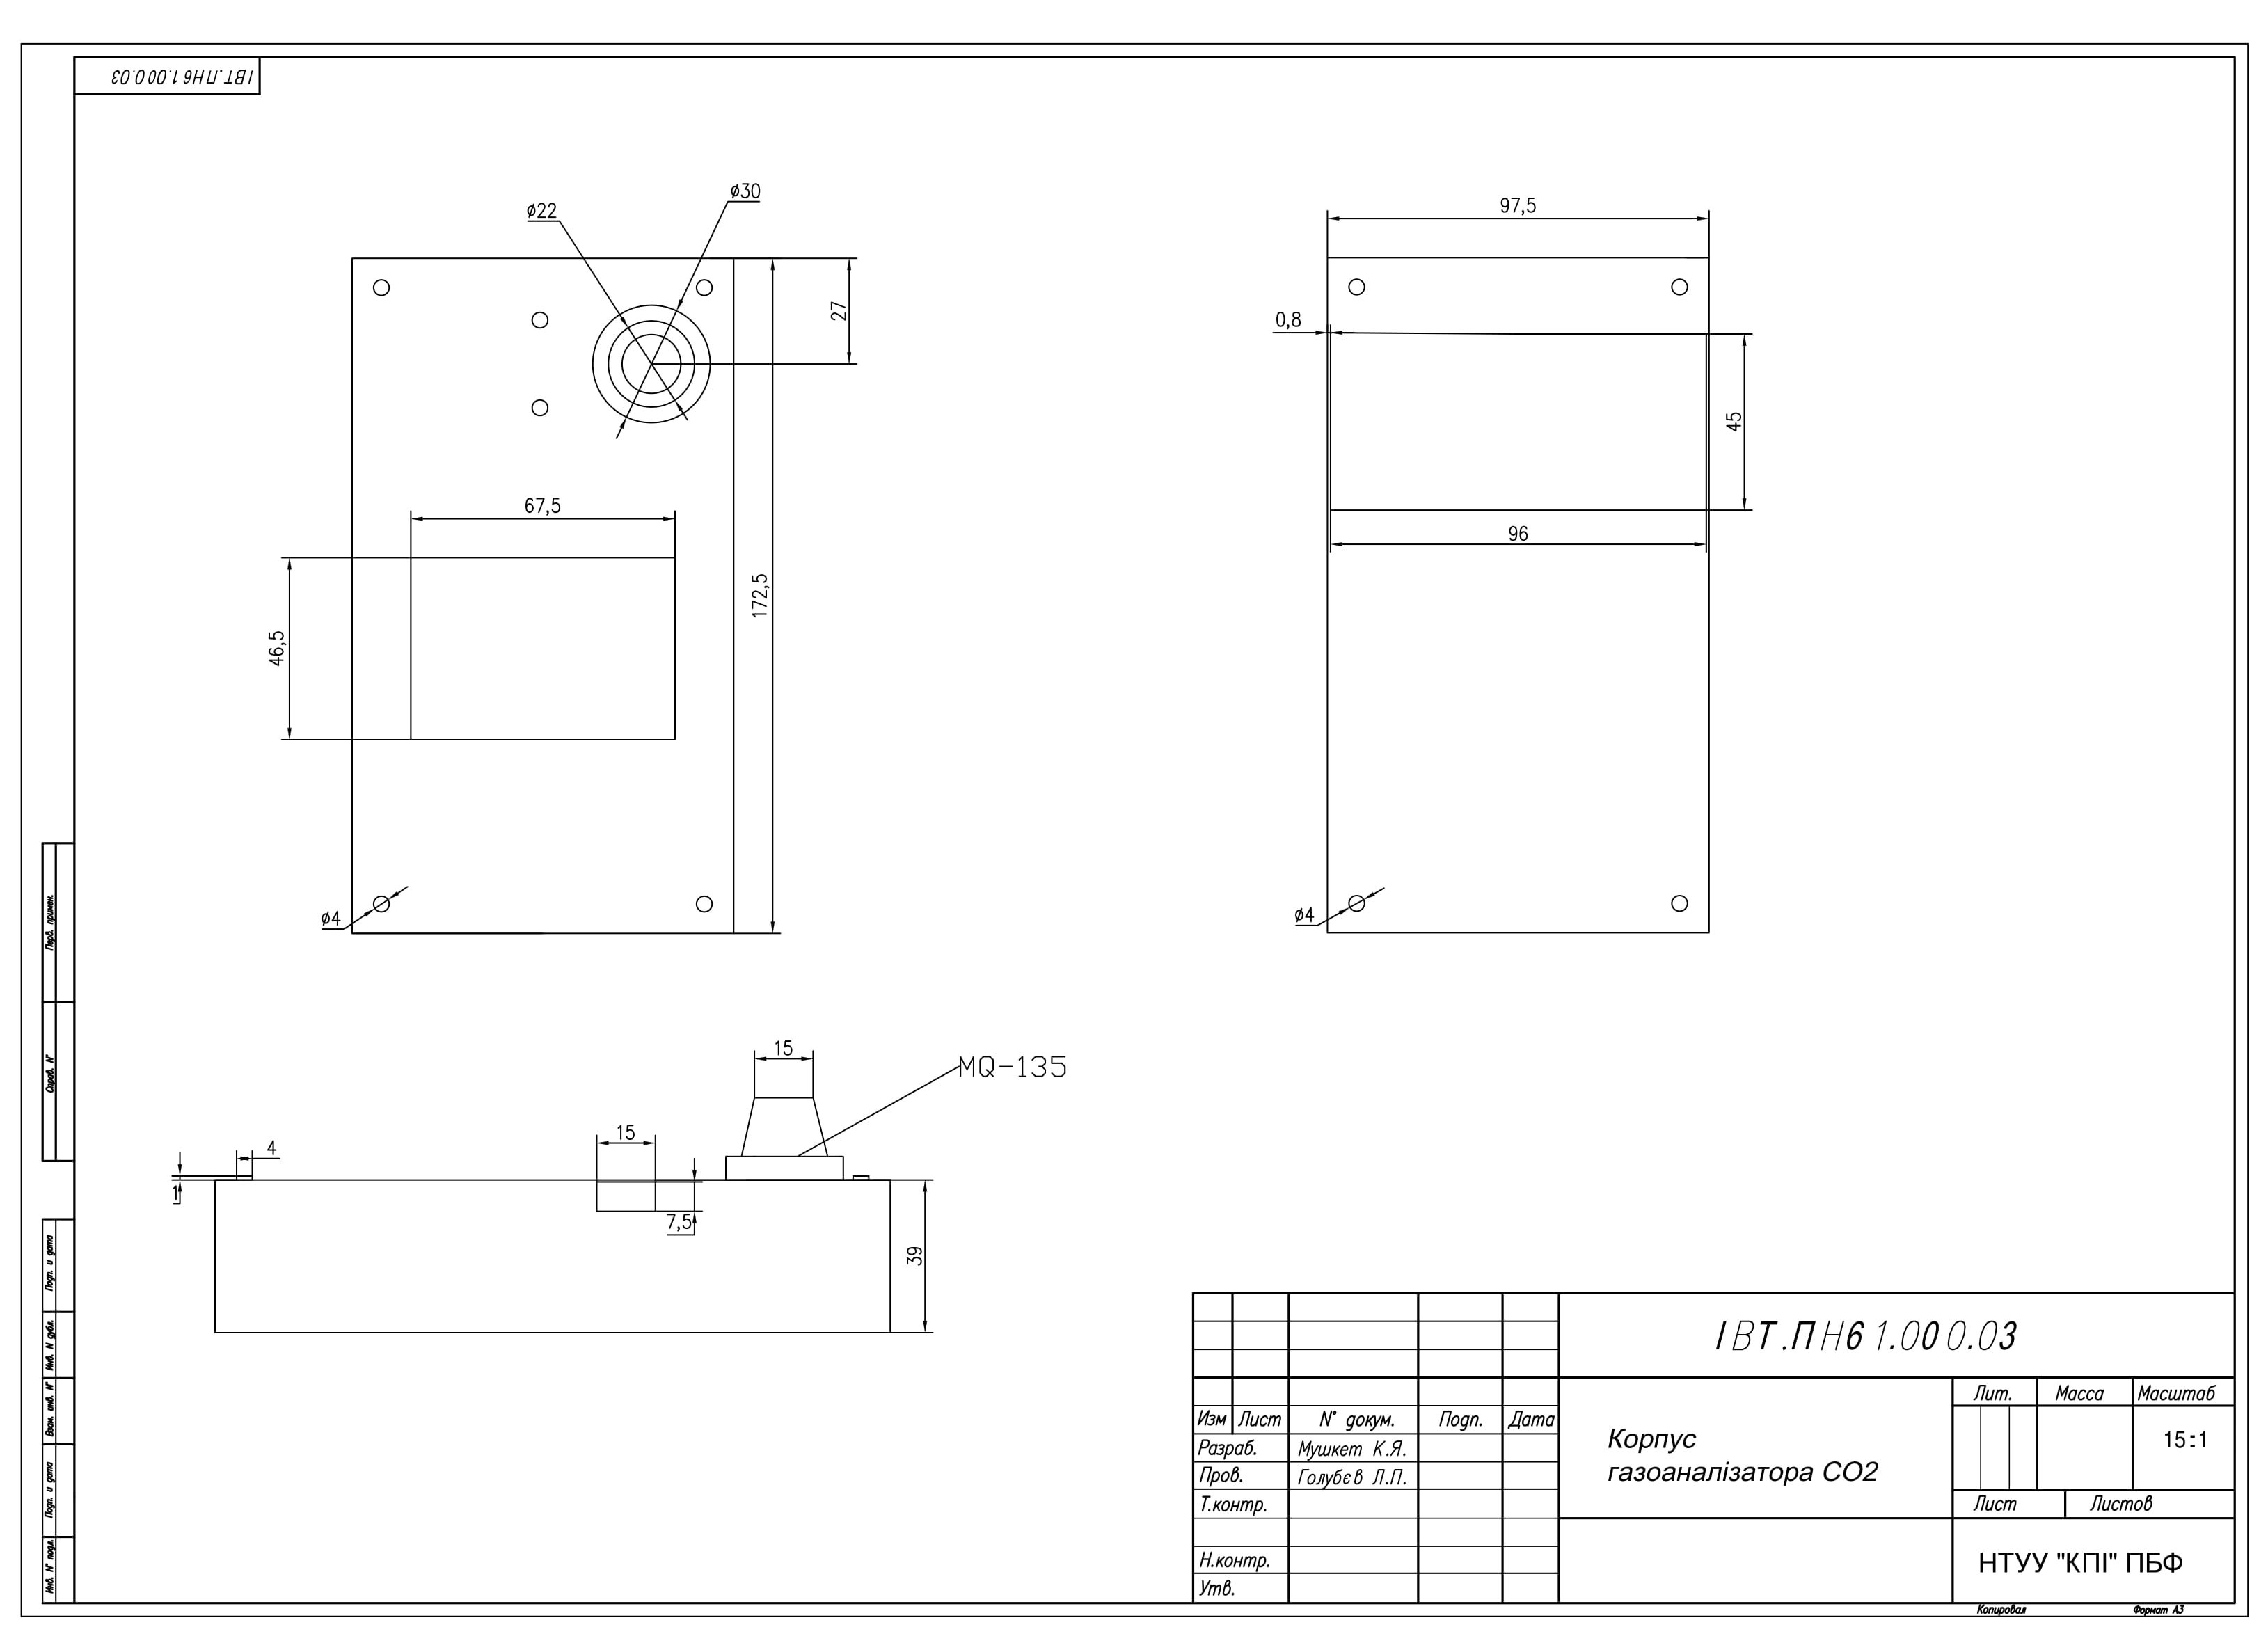 ІВТ.ПН61.000.03
ø22
ø30
27
172,5
67,5
46,5
ø4
97,5
0,8
45
96
ø4
15
MQ-135
15
4
1
7,5
39
Перв. примен.
Справ. N°
Подп. и дата
Инв. N дубл.
Взам. инв. N°
Подп. и дата
Инв. N° подл.
ІВТ.ПН61.000.03
Изм Лист N° докум. Подп. Дата
Разраб. Мушкет К.Я.
Пров. Голубєв Л.П.
Т.контр.
Н.контр.
Утв.
Корпус
газоаналізатора СО2
Лит. Масса Масштаб
15:1
Лист Листов
НТУУ "КПІ" ПБФ
Копировал Формат А3